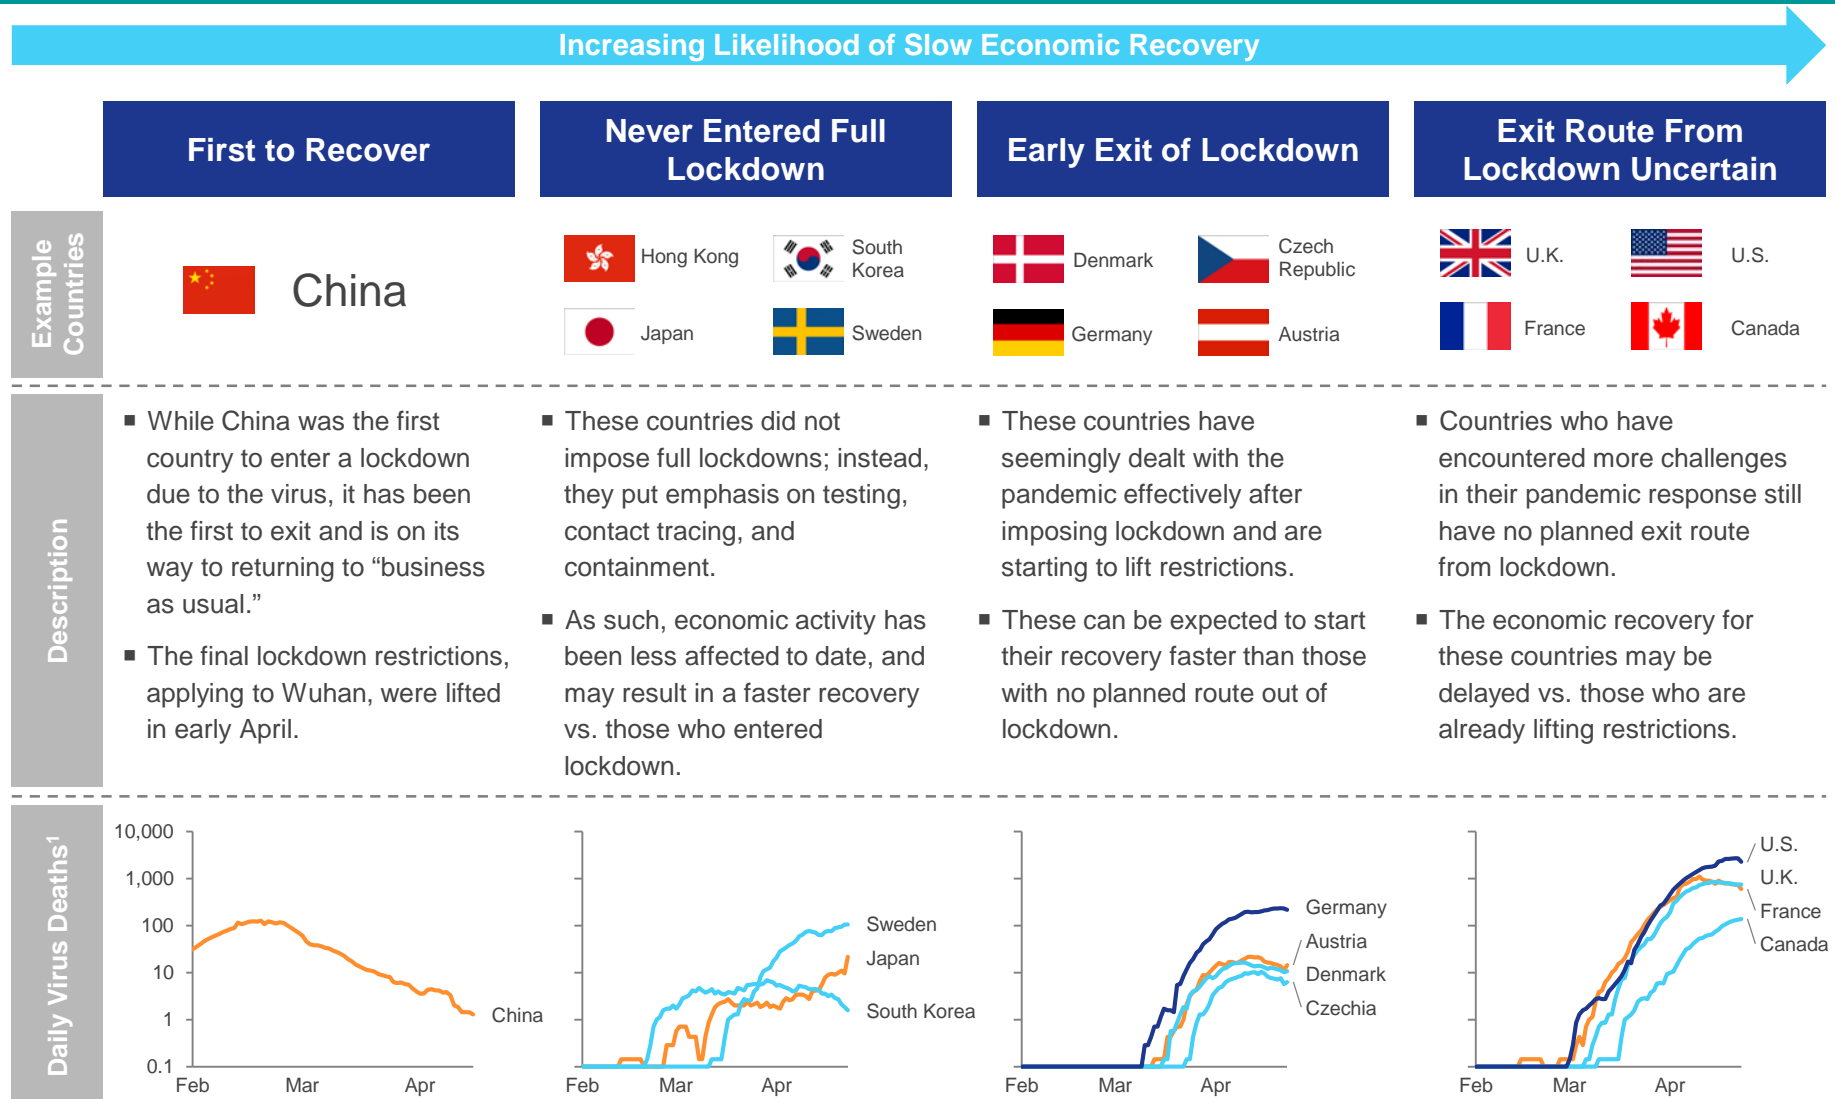 Increasing Likelihood of Slow Economic Recovery
First to Recover
Never Entered Full
Lockdown
Early Exit of Lockdown
Exit Route From
Lockdown Uncertain
Example
Countries
China
Hong Kong
South
Korea
Japan
Sweden
Denmark
Czech
Republic
Germany
Austria
U.K.
U.S.
France
Canada
Description
▪ While China was the first
country to enter a lockdown
due to the virus, it has been
the first to exit and is on its
way to returning to “business
as usual.”
▪ The final lockdown restrictions,
applying to Wuhan, were lifted
in early April.
▪ These countries did not
impose full lockdowns; instead,
they put emphasis on testing,
contact tracing, and
containment.
▪ As such, economic activity has
been less affected to date, and
may result in a faster recovery
vs. those who entered
lockdown.
▪ These countries have
seemingly dealt with the
pandemic effectively after
imposing lockdown and are
starting to lift restrictions.
▪ These can be expected to start
their recovery faster than those
with no planned route out of
lockdown.
▪ Countries who have
encountered more challenges
in their pandemic response still
have no planned exit route
from lockdown.
▪ The economic recovery for
these countries may be
delayed vs. those who are
already lifting restrictions.
Daily Virus Deaths¹
10,000
1,000
100
10
1
0.1
Feb
Mar
Apr
China
Sweden
Japan
South Korea
Feb
Mar
Apr
Germany
Austria
Denmark
Czechia
Feb
Mar
Apr
U.S.
U.K.
France
Canada
Feb
Mar
Apr